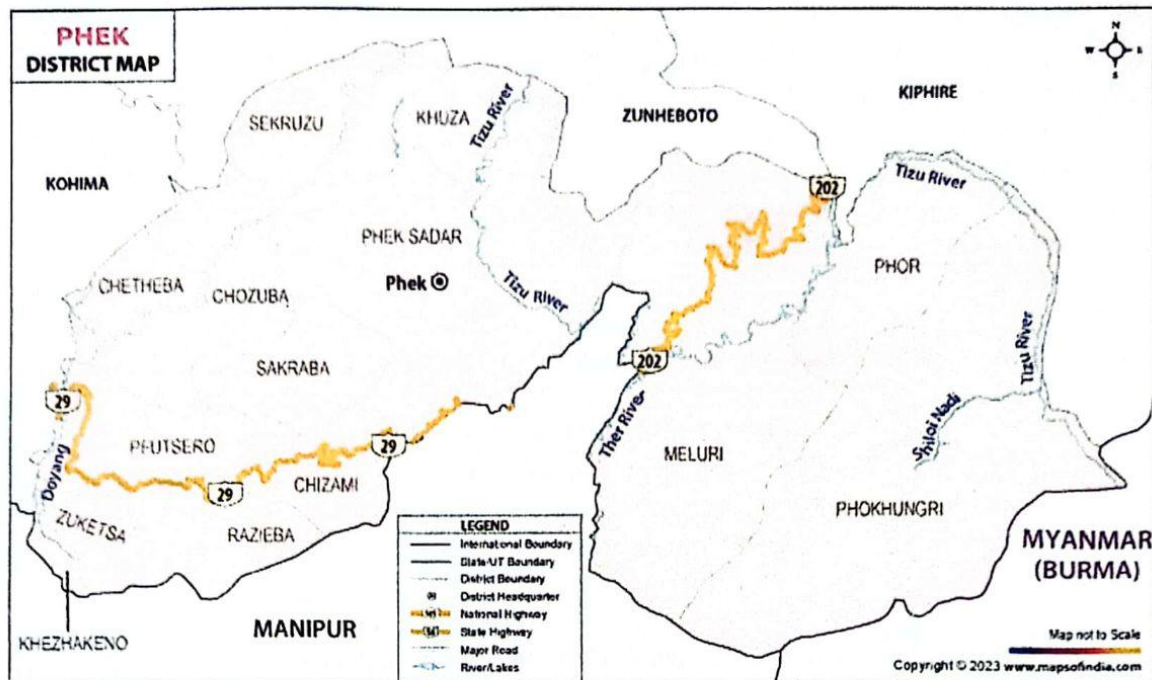 PHEK
DISTRICT MAP
N
W E
S
SEKRUZU
KHUZA
Tizu River
ZUNHEBOTO
KIPHIRE
KOHIMA
202
Tizu River
PHEK SADAR
PHOR
CHETHEBA
CHOZUBA
Phek
Tizu River
SAKRABA
202
Tizu River
29
Ther River
Shiloi Nadi
PFUTSERO
29
MELURI
Doyang
29
CHIZAMI
PHOKHUNGRI
ZUKETSA
RAZIEBA
MYANMAR
(BURMA)
KHEZHAKENO
MANIPUR
LEGEND
International Boundary
State/UT Boundary
District Boundary
District Headquarter
National Highway
State Highway
Major Road
River/Lakes
Map not to Scale
Copyright © 2023 www.mapsofindia.com